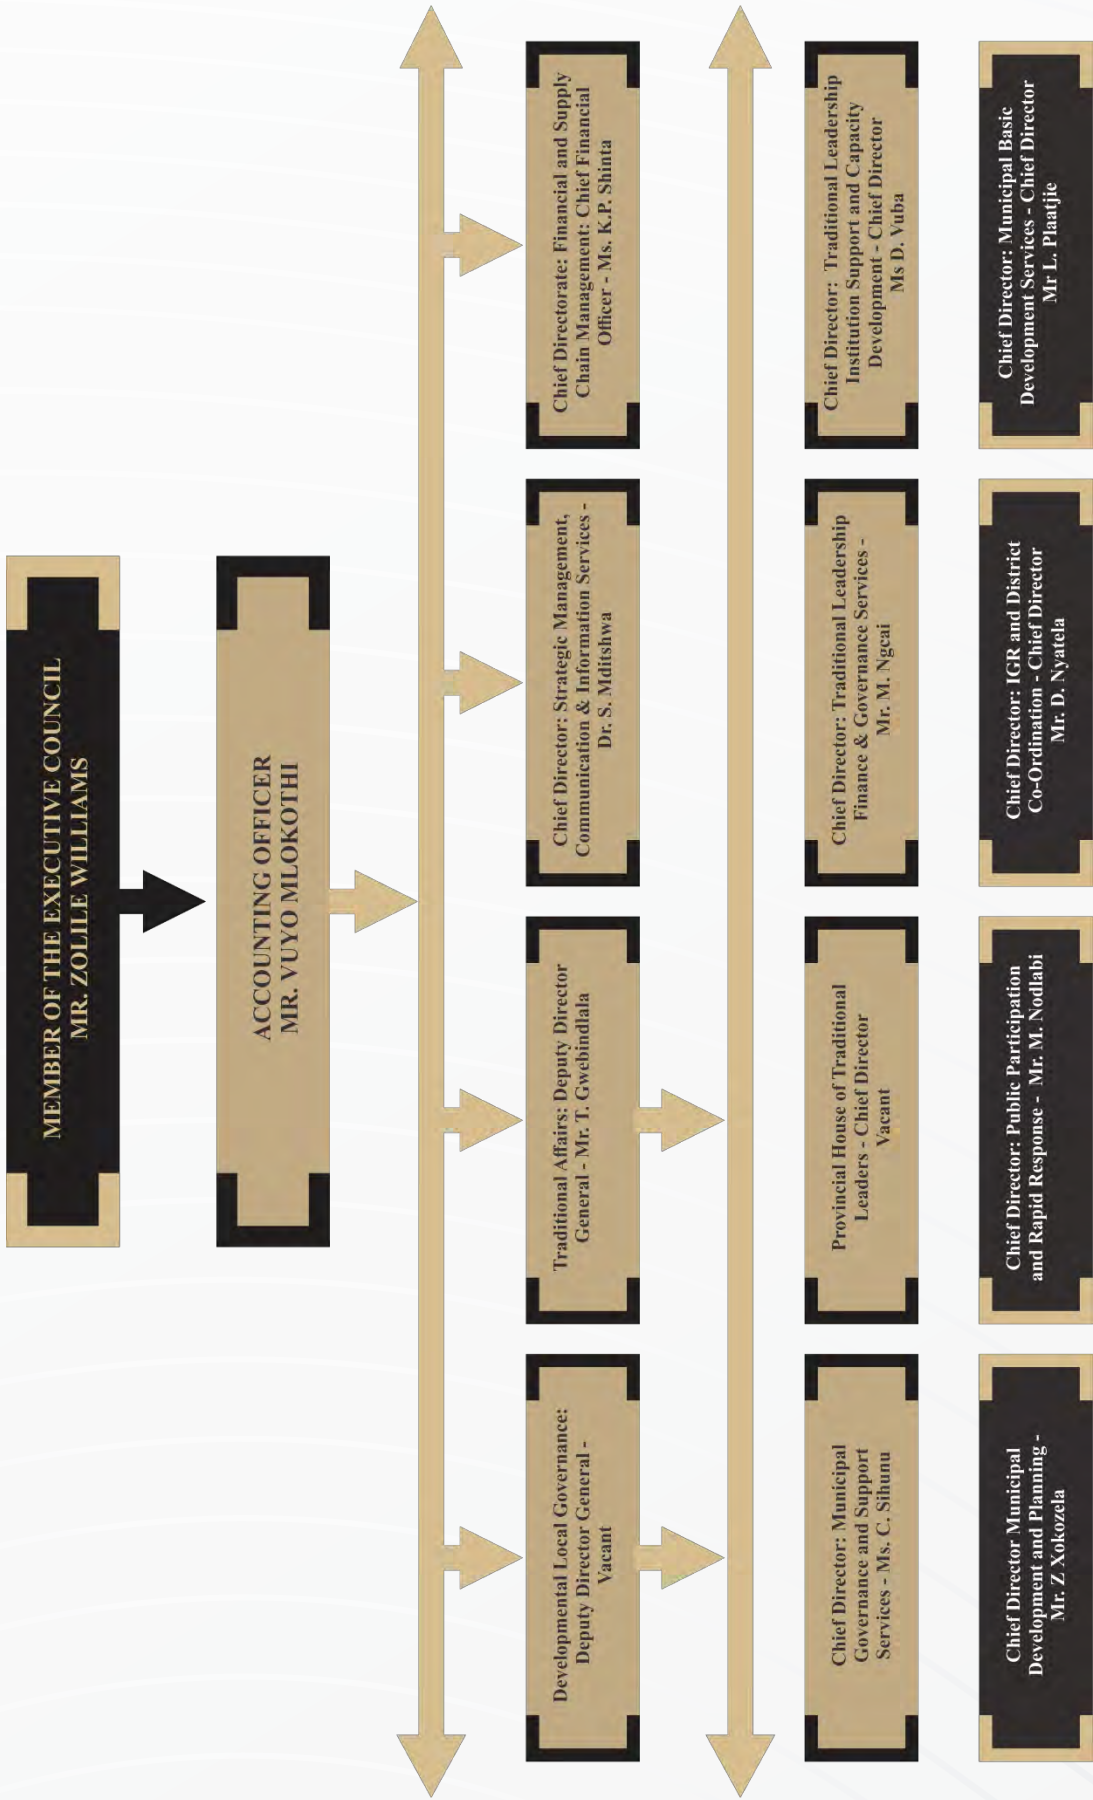 MEMBER OF THE EXECUTIVE COUNCIL
MR. ZOLILE WILLIAMS
ACCOUNTING OFFICER
MR. VUYO MLOKOTHI
Developmental Local Governance:
Deputy Director General -
Vacant
Traditional Affairs: Deputy Director
General - Mr. T. Gwebindlala
Chief Director: Strategic Management,
Communication & Information Services -
Dr. S. Mditshwa
Chief Directorate: Financial and Supply
Chain Management: Chief Financial
Officer - Ms. K.P. Shinta
Chief Director: Municipal
Governance and Support
Services - Ms. C. Sihunu
Provincial House of Traditional
Leaders - Chief Director
Vacant
Chief Director: Traditional Leadership
Finance & Governance Services -
Mr. M. Ngcai
Chief Director: Traditional Leadership
Institution Support and Capacity
Development - Chief Director
Ms D. Vuba
Chief Director Municipal
Development and Planning -
Mr. Z Xokozela
Chief Director: Public Participation
and Rapid Response - Mr. M. Nodlabi
Chief Director: IGR and District
Co-Ordination - Chief Director
Mr. D. Nyatela
Chief Director: Municipal Basic
Development Services - Chief Director
Mr L. Plaatjie